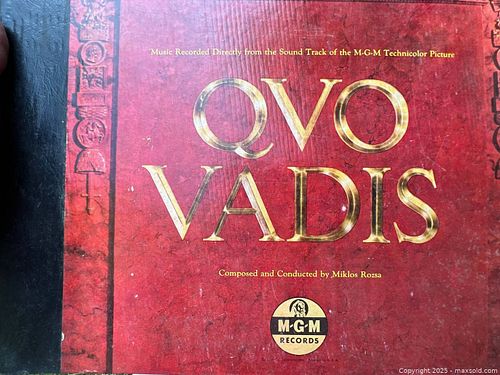 Music Recorded Directly from the Sound Track of the M-G-M Technicolor Picture
QVO
VADIS
Composed and Conducted by Miklos Rozsa
M-G-M
RECORDS
Copyright 2025 - maxsold.com